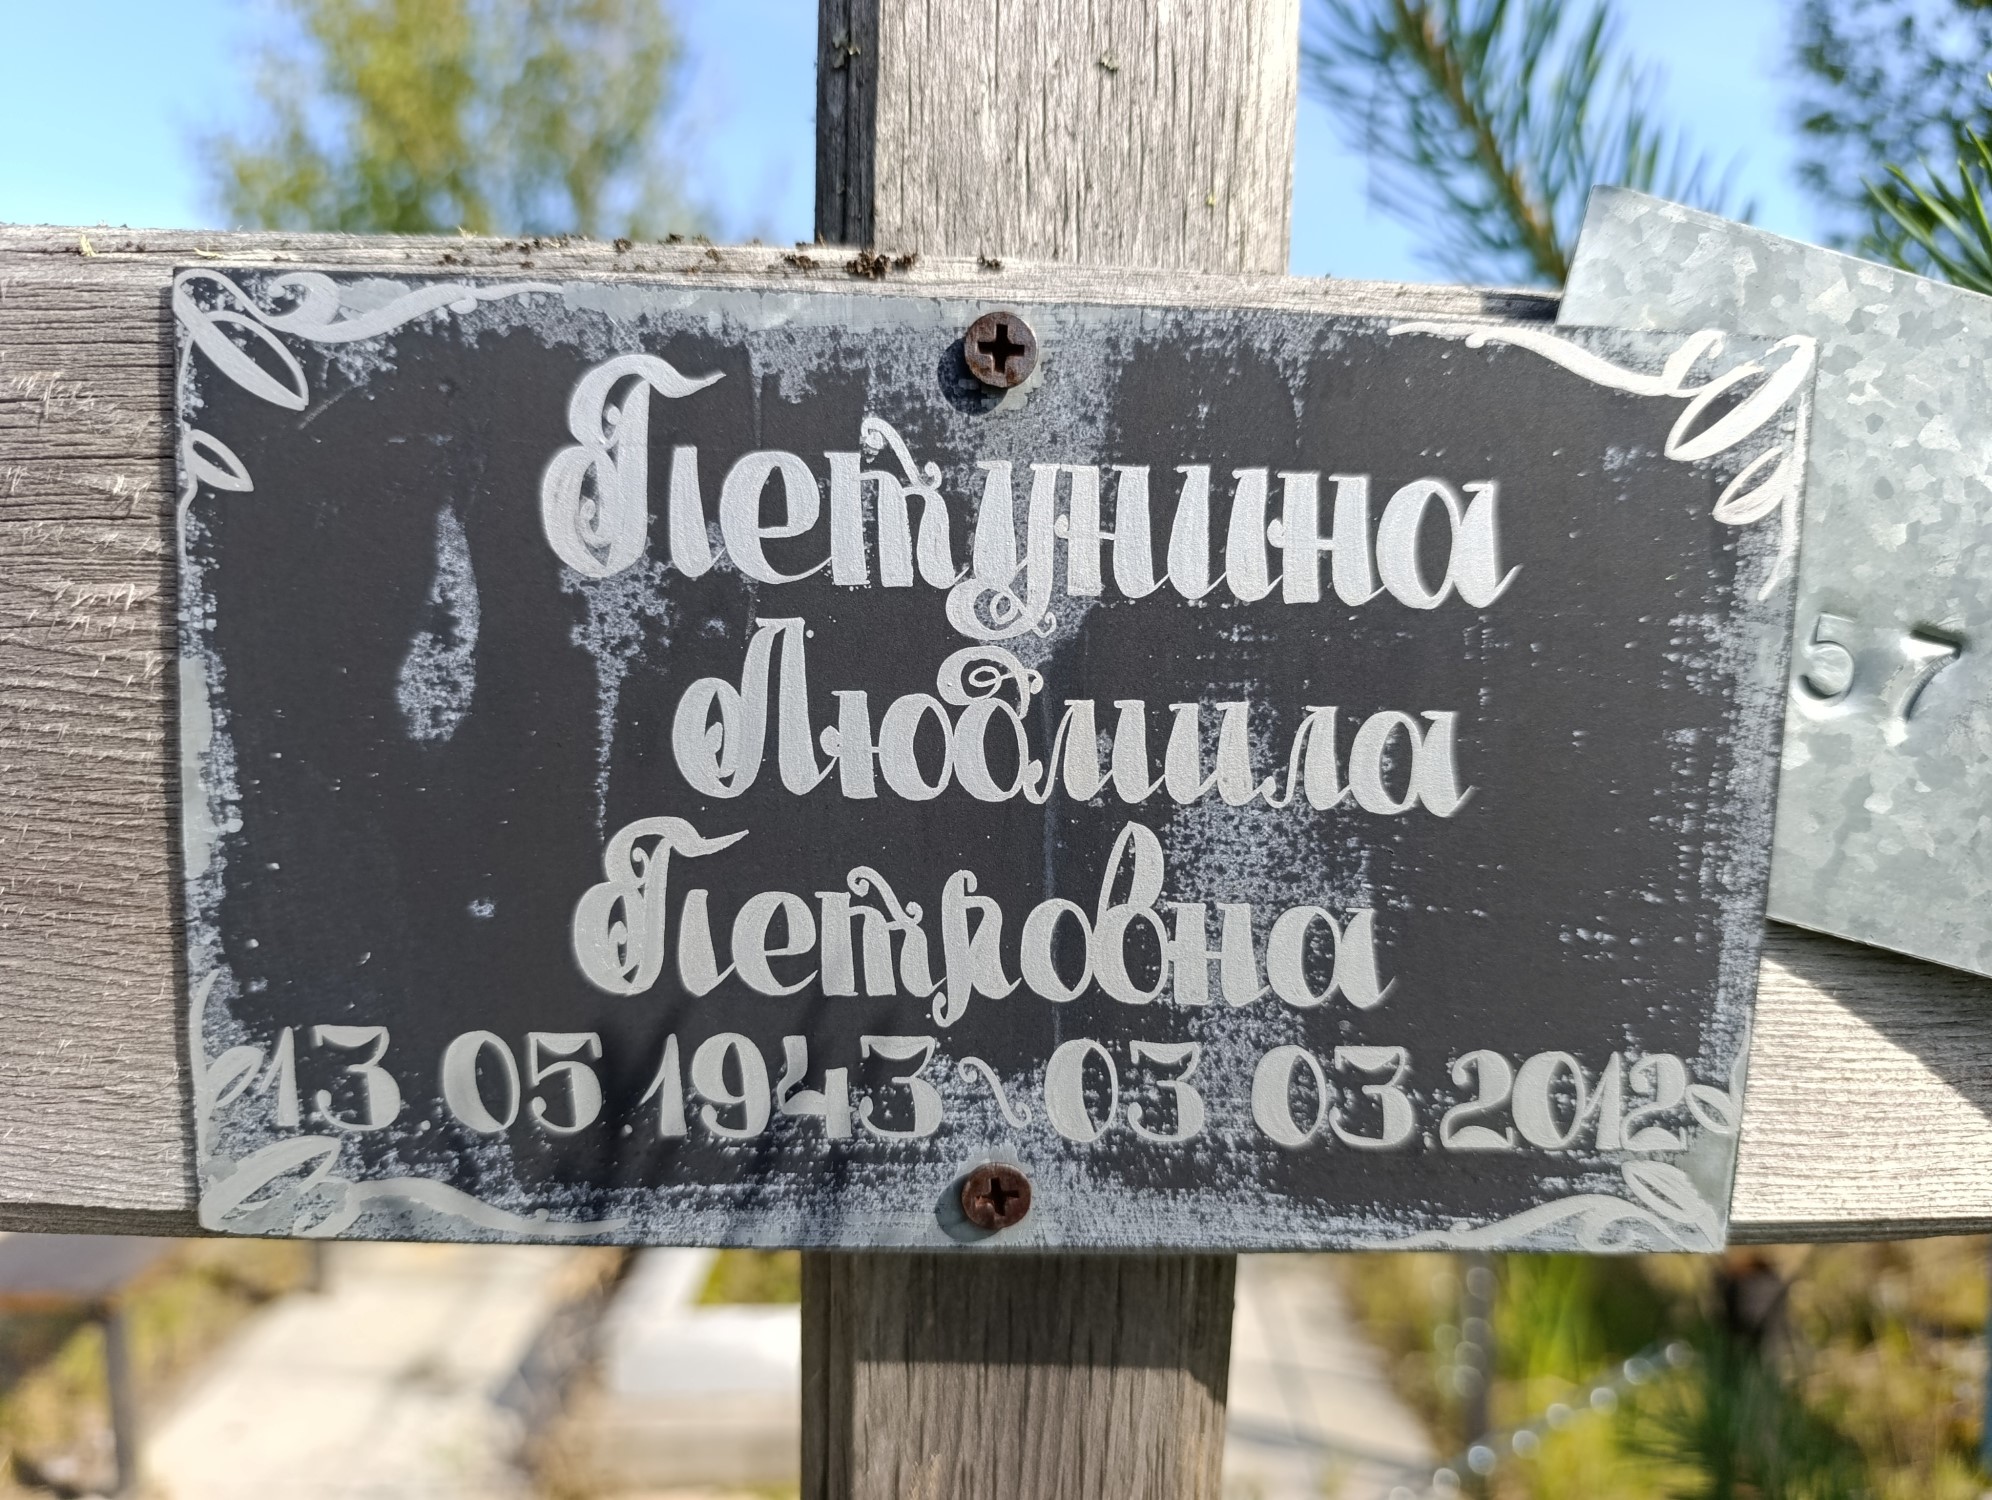 Петунина
Людмила
Петровна
13 05 1943 ~ 03 03 2012
57